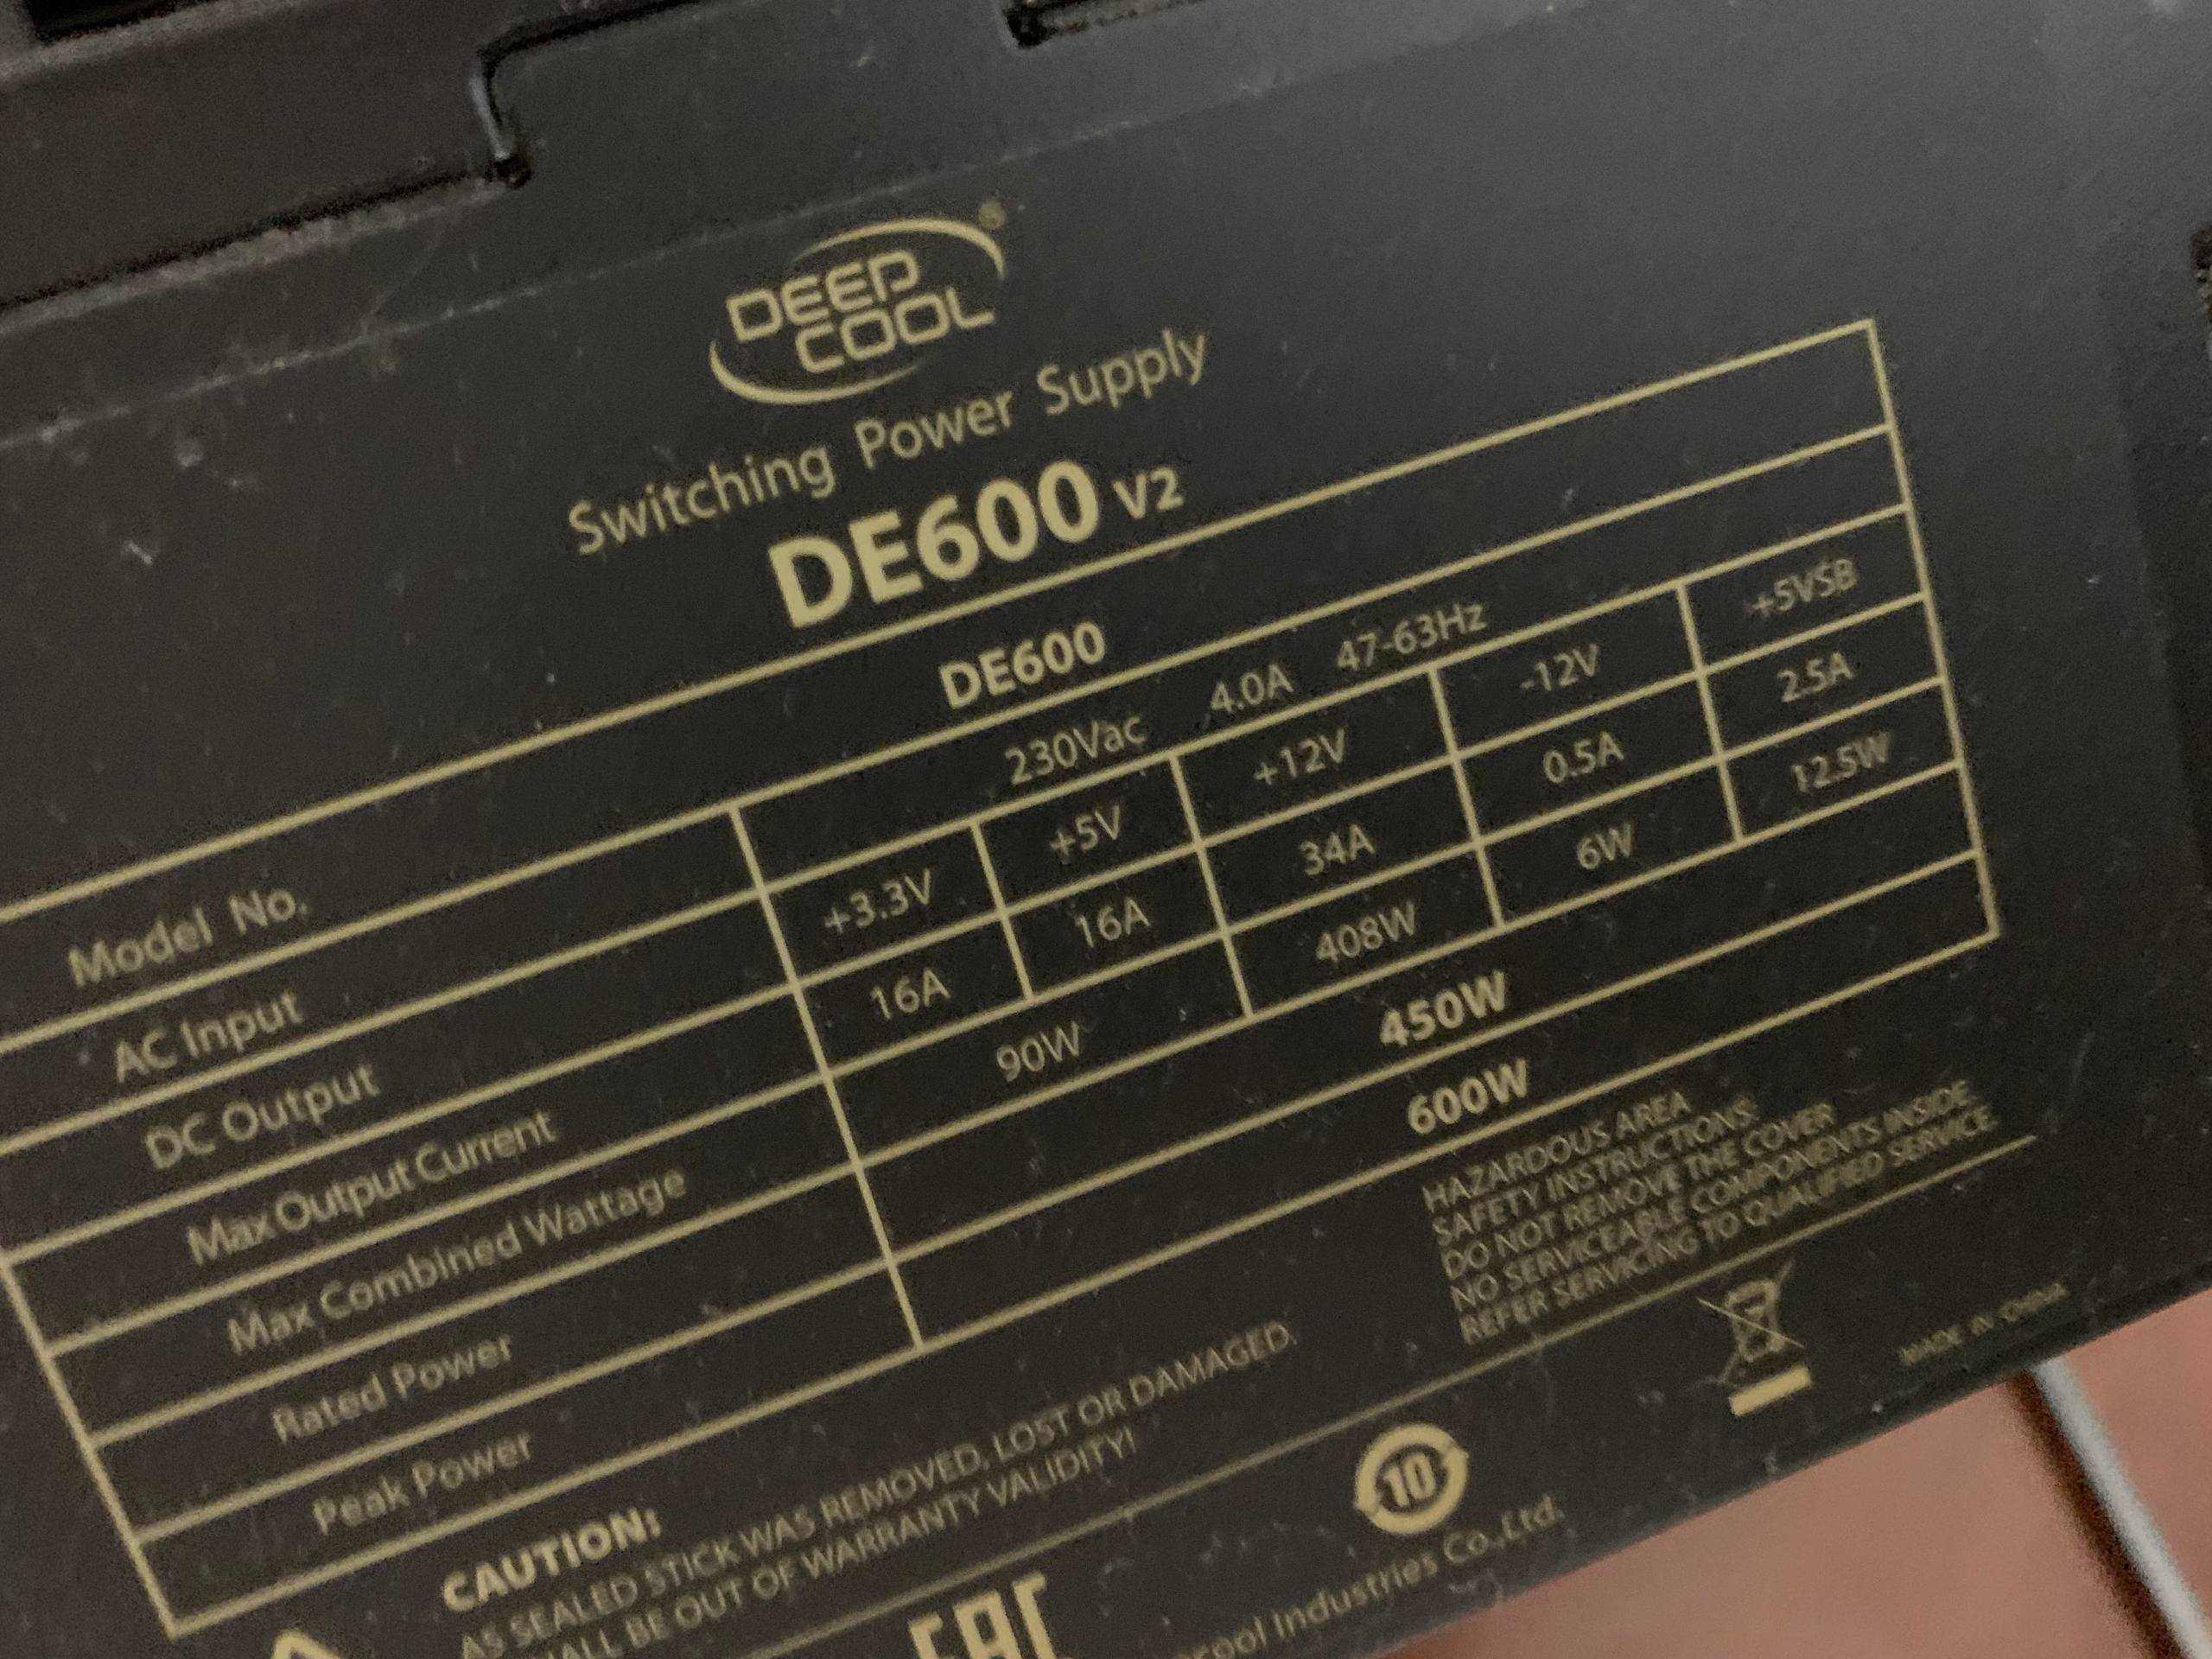 DEEP
COOL®
Switching Power Supply
DE600 V2
Model No. DE600
AC Input 230Vac 4.0A 47-63Hz
DC Output +3.3V +5V +12V -12V +5VSB
Max Output Current 16A 16A 34A 0.5A 2.5A
Max Combined Wattage 90W 408W 6W 12.5W
Rated Power 450W
Peak Power 600W
CAUTION:
AS SEALED STICK WAS REMOVED, LOST OR DAMAGED.
BE OUT OF WARRANTY VALIDITY!
HAZARDOUS AREA
SAFETY INSTRUCTIONS:
DO NOT REMOVE THE COVER
NO SERVICEABLE COMPONENTS INSIDE.
REFER SERVICING TO QUALIFIED SERVICE.
EAC
10
Industries Co.,Ltd.
MADE IN CHINA